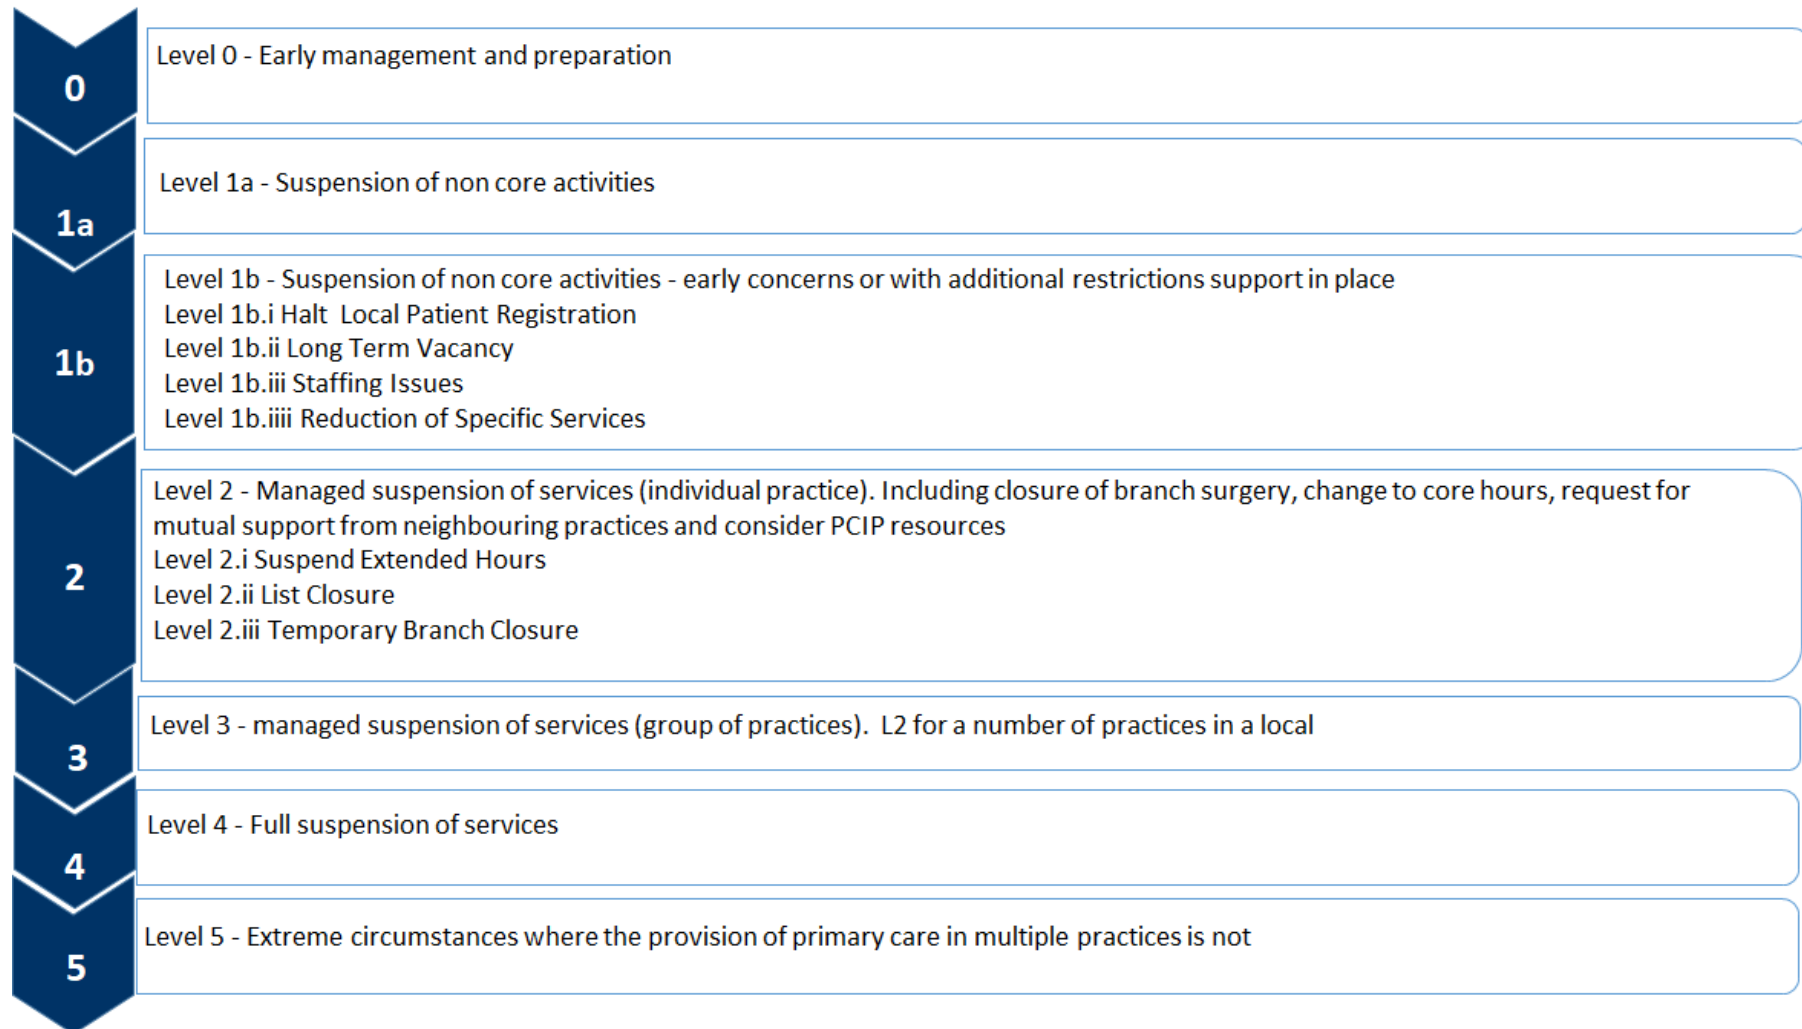 0
Level 0 - Early management and preparation
1a
Level 1a - Suspension of non core activities
1b
Level 1b - Suspension of non core activities - early concerns or with additional restrictions support in place
Level 1b.i Halt Local Patient Registration
Level 1b.ii Long Term Vacancy
Level 1b.iii Staffing Issues
Level 1b.iiii Reduction of Specific Services
2
Level 2 - Managed suspension of services (individual practice). Including closure of branch surgery, change to core hours, request for
mutual support from neighbouring practices and consider PCIP resources
Level 2.i Suspend Extended Hours
Level 2.ii List Closure
Level 2.iii Temporary Branch Closure
3
Level 3 - managed suspension of services (group of practices). L2 for a number of practices in a local
4
Level 4 - Full suspension of services
5
Level 5 - Extreme circumstances where the provision of primary care in multiple practices is not